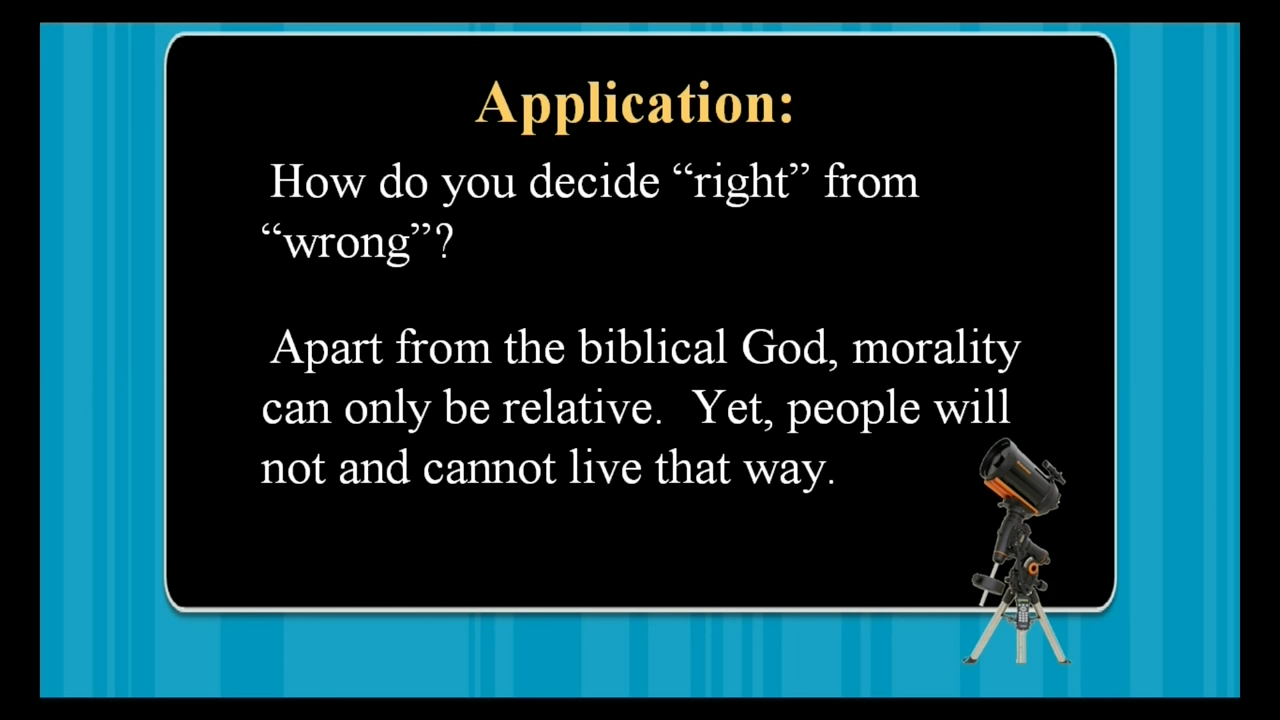 Application:
How do you decide “right” from
“wrong”?
Apart from the biblical God, morality
can only be relative.  Yet, people will
not and cannot live that way.